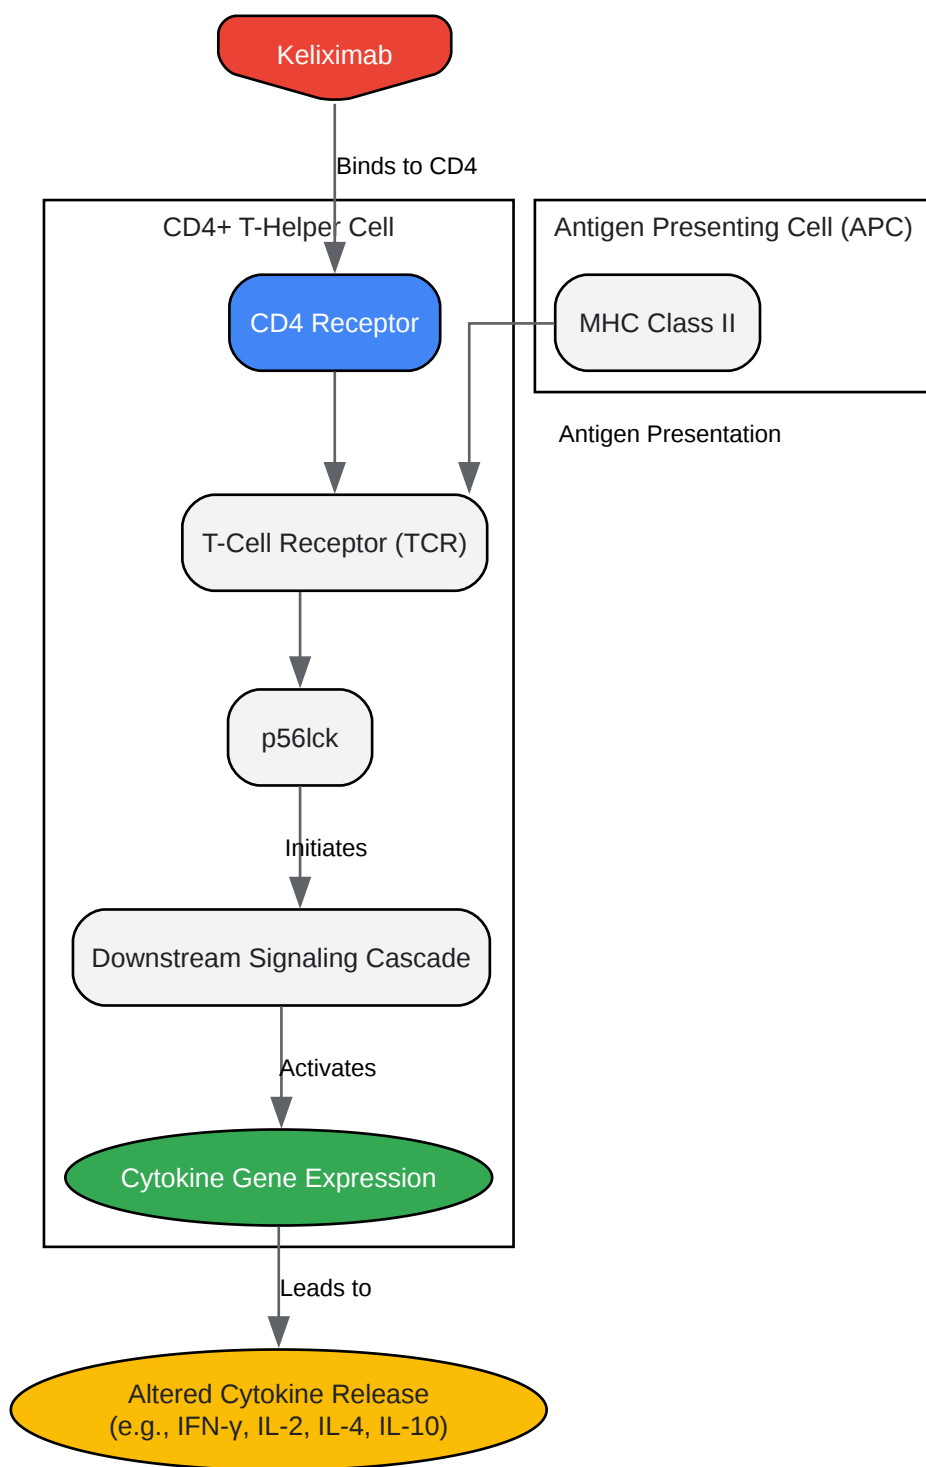 Keliximab
Binds to CD4
CD4+ T-Helper Cell
Antigen Presenting Cell (APC)
CD4 Receptor
MHC Class II
Antigen Presentation
T-Cell Receptor (TCR)
p56lck
Initiates
Downstream Signaling Cascade
Activates
Cytokine Gene Expression
Leads to
Altered Cytokine Release
(e.g., IFN-γ, IL-2, IL-4, IL-10)